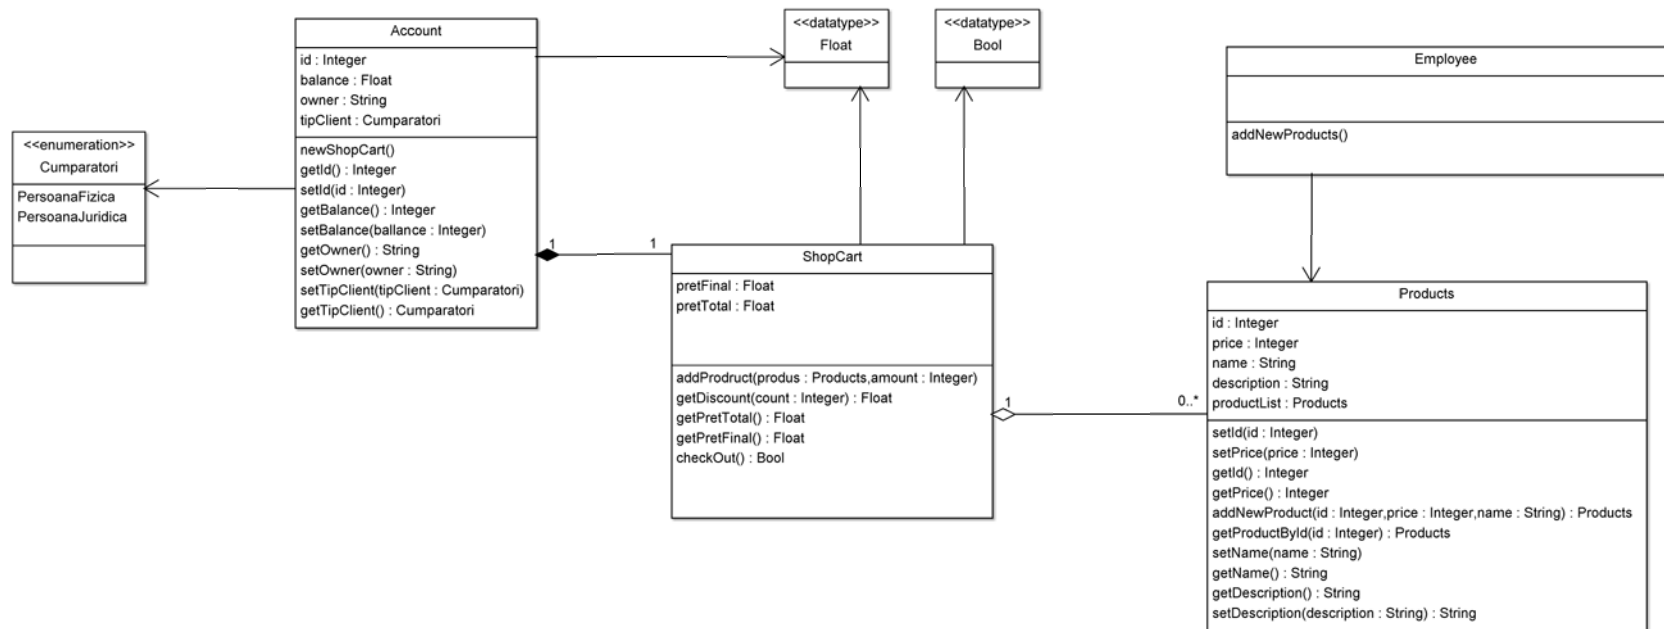 Account
id : Integer
balance : Float
owner : String
tipClient : Cumparatori
newShopCart()
getId() : Integer
setId(id : Integer)
getBalance() : Integer
setBalance(ballance : Integer)
getOwner() : String
setOwner(owner : String)
setTipClient(tipClient : Cumparatori)
getTipClient() : Cumparatori
<<enumeration>>
Cumparatori
PersoanaFizica
PersoanaJuridica
<<datatype>>
Float
<<datatype>>
Bool
1
1
ShopCart
pretFinal : Float
pretTotal : Float
addProdruct(produs : Products,amount : Integer)
getDiscount(count : Integer) : Float
getPretTotal() : Float
getPretFinal() : Float
checkOut() : Bool
1
0..*
Employee
addNewProducts()
Products
id : Integer
price : Integer
name : String
description : String
productList : Products
setId(id : Integer)
setPrice(price : Integer)
getId() : Integer
getPrice() : Integer
addNewProduct(id : Integer,price : Integer,name : String) : Products
getProductById(id : Integer) : Products
setName(name : String)
getName() : String
getDescription() : String
setDescription(description : String) : String